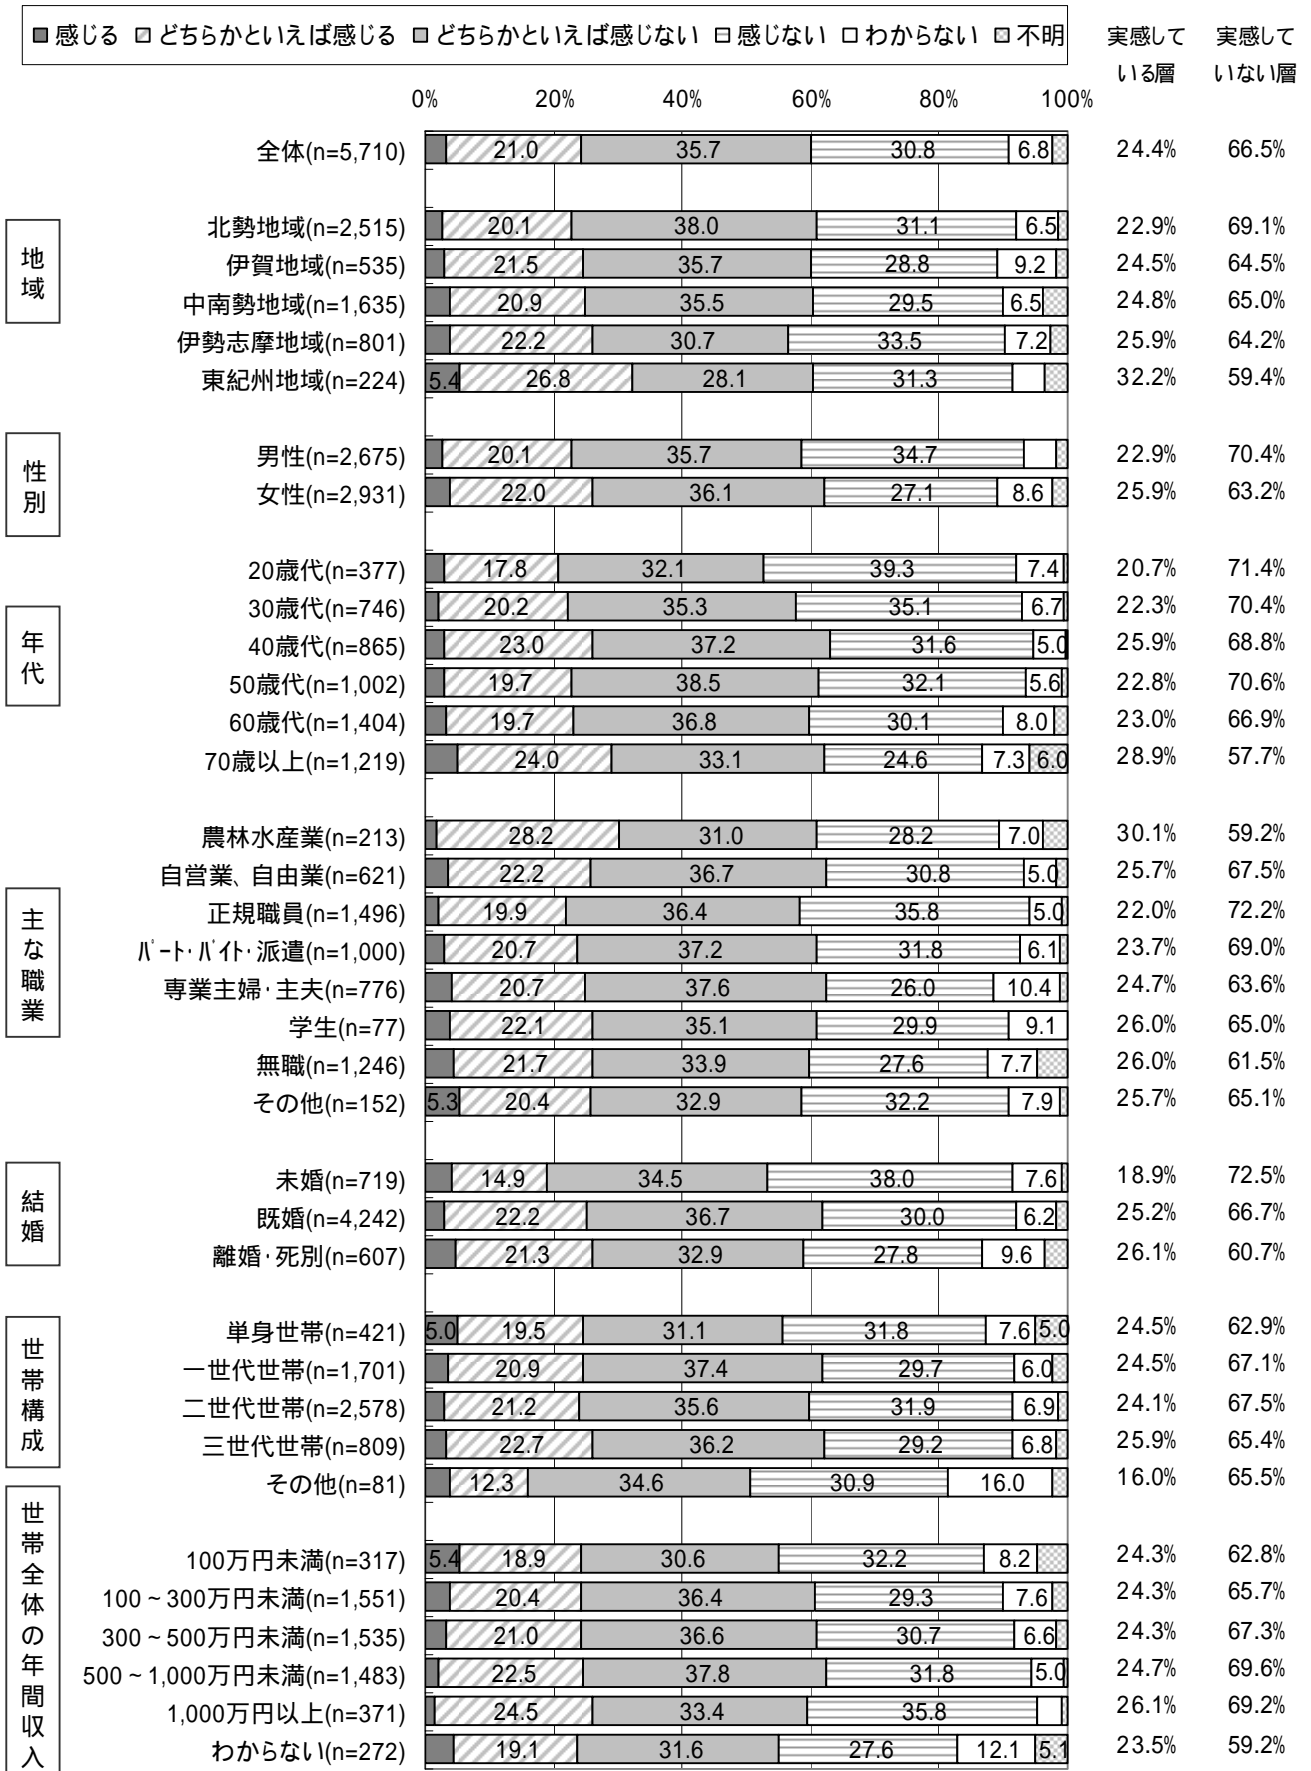 感じる どちらかといえば感じる どちらかといえば感じない 感じない わからない 不明
実感して
いる層
実感して
いない層
0% 20% 40% 60% 80% 100%
全体(n=5,710) 21.0 35.7 30.8 6.8 24.4% 66.5%
地域
北勢地域(n=2,515) 20.1 38.0 31.1 6.5 22.9% 69.1%
伊賀地域(n=535) 21.5 35.7 28.8 9.2 24.5% 64.5%
中南勢地域(n=1,635) 20.9 35.5 29.5 6.5 24.8% 65.0%
伊勢志摩地域(n=801) 22.2 30.7 33.5 7.2 25.9% 64.2%
東紀州地域(n=224) 5.4 26.8 28.1 31.3 32.2% 59.4%
性別
男性(n=2,675) 20.1 35.7 34.7 22.9% 70.4%
女性(n=2,931) 22.0 36.1 27.1 8.6 25.9% 63.2%
年代
20歳代(n=377) 17.8 32.1 39.3 7.4 20.7% 71.4%
30歳代(n=746) 20.2 35.3 35.1 6.7 22.3% 70.4%
40歳代(n=865) 23.0 37.2 31.6 5.0 25.9% 68.8%
50歳代(n=1,002) 19.7 38.5 32.1 5.6 22.8% 70.6%
60歳代(n=1,404) 19.7 36.8 30.1 8.0 23.0% 66.9%
70歳以上(n=1,219) 24.0 33.1 24.6 7.3 6.0 28.9% 57.7%
主な職業
農林水産業(n=213) 28.2 31.0 28.2 7.0 30.1% 59.2%
自営業、自由業(n=621) 22.2 36.7 30.8 5.0 25.7% 67.5%
正規職員(n=1,496) 19.9 36.4 35.8 5.0 22.0% 72.2%
ﾊﾟｰﾄ･ﾊﾞｲﾄ･派遣(n=1,000) 20.7 37.2 31.8 6.1 23.7% 69.0%
専業主婦･主夫(n=776) 20.7 37.6 26.0 10.4 24.7% 63.6%
学生(n=77) 22.1 35.1 29.9 9.1 26.0% 65.0%
無職(n=1,246) 21.7 33.9 27.6 7.7 26.0% 61.5%
その他(n=152) 5.3 20.4 32.9 32.2 7.9 25.7% 65.1%
結婚
未婚(n=719) 14.9 34.5 38.0 7.6 18.9% 72.5%
既婚(n=4,242) 22.2 36.7 30.0 6.2 25.2% 66.7%
離婚･死別(n=607) 21.3 32.9 27.8 9.6 26.1% 60.7%
世帯構成
単身世帯(n=421) 5.0 19.5 31.1 31.8 7.6 5.0 24.5% 62.9%
一世代世帯(n=1,701) 20.9 37.4 29.7 6.0 24.5% 67.1%
二世代世帯(n=2,578) 21.2 35.6 31.9 6.9 24.1% 67.5%
三世代世帯(n=809) 22.7 36.2 29.2 6.8 25.9% 65.4%
その他(n=81) 12.3 34.6 30.9 16.0 16.0% 65.5%
世帯全体の年間収入
100万円未満(n=317) 5.4 18.9 30.6 32.2 8.2 24.3% 62.8%
100~300万円未満(n=1,551) 20.4 36.4 29.3 7.6 24.3% 65.7%
300~500万円未満(n=1,535) 21.0 36.6 30.7 6.6 24.3% 67.3%
500~1,000万円未満(n=1,483) 22.5 37.8 31.8 5.0 24.7% 69.6%
1,000万円以上(n=371) 24.5 33.4 35.8 26.1% 69.2%
わからない(n=272) 19.1 31.6 27.6 12.1 5.1 23.5% 59.2%